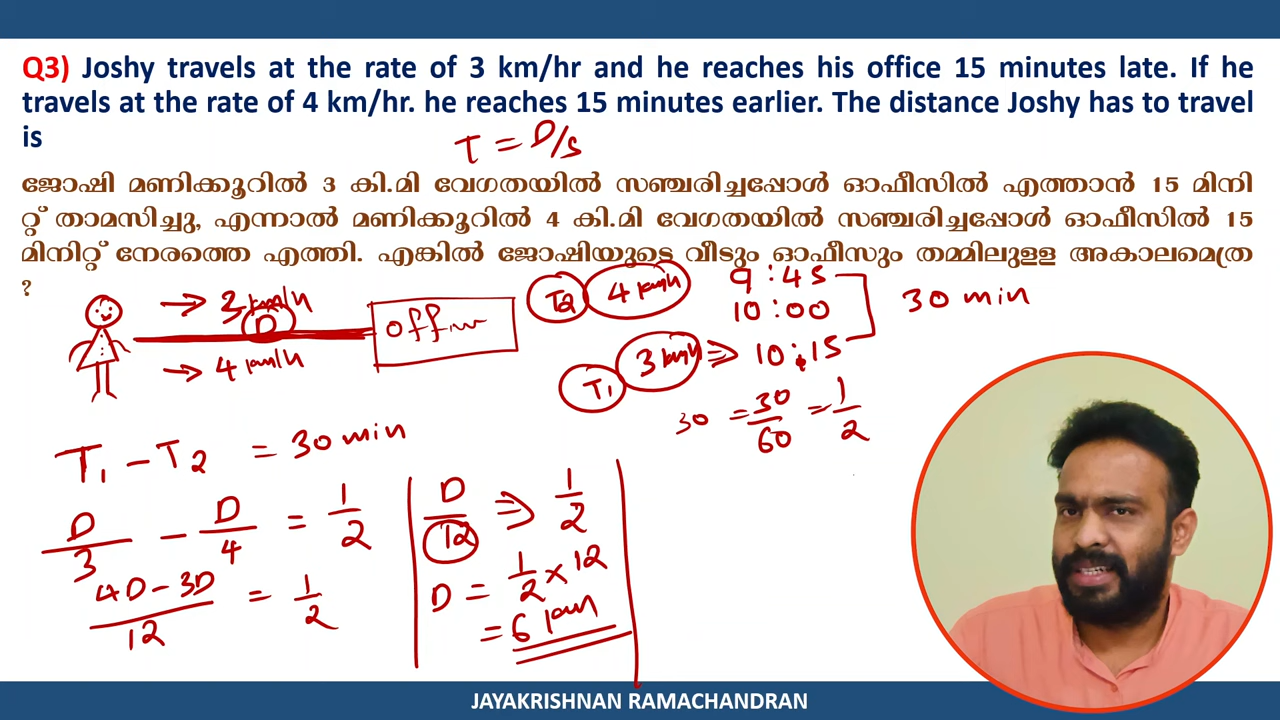 Q3) Joshy travels at the rate of 3 km/hr and he reaches his office 15 minutes late. If he
travels at the rate of 4 km/hr. he reaches 15 minutes earlier. The distance Joshy has to travel
is
T = D/s
ജോഷി മണിക്കൂറിൽ 3 കി.മി വേഗതയിൽ സഞ്ചരിച്ചപ്പോൾ ഓഫീസിൽ എത്താൻ 15 മിനി
റ്റ് താമസിച്ചു, എന്നാൽ മണിക്കൂറിൽ 4 കി.മി വേഗതയിൽ സഞ്ചരിച്ചപ്പോൾ ഓഫീസിൽ 15
മിനിറ്റ് നേരത്തെ എത്തി. എങ്കിൽ ജോഷിയുടെ വീടും ഓഫീസും തമ്മിലുളള അകാലമെത്ര
?
→ 3 km/h
D
→ 4 km/h
T2 4 km/h 9:45
10:00
30 min
T1 3 km/h ⇒ 10:15
30 = 30/60 = 1/2
T1 - T2 = 30 min
D/3 - D/4 = 1/2
4D-3D/12 = 1/2
D/12 ⇒ 1/2
D = 1/2 × 12
= 6 km
JAYAKRISHNAN RAMACHANDRAN